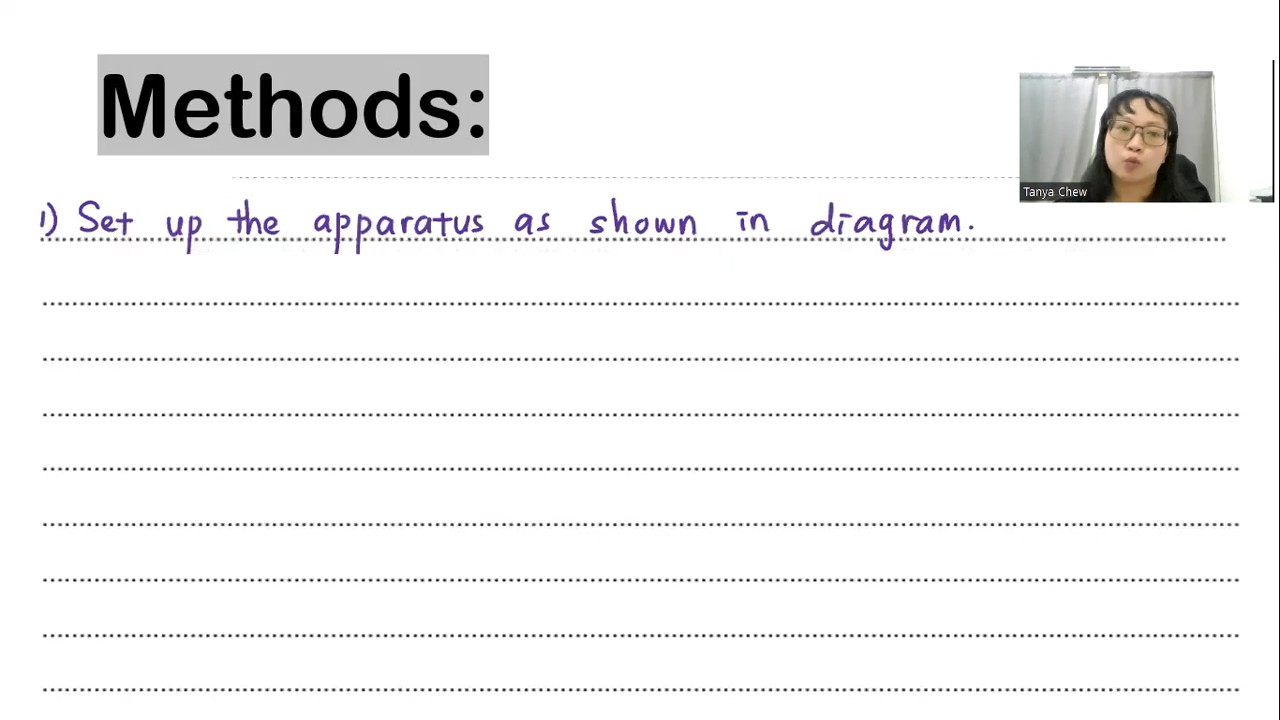 Methods:
Tanya Chew
1) Set up the apparatus as shown in diagram.